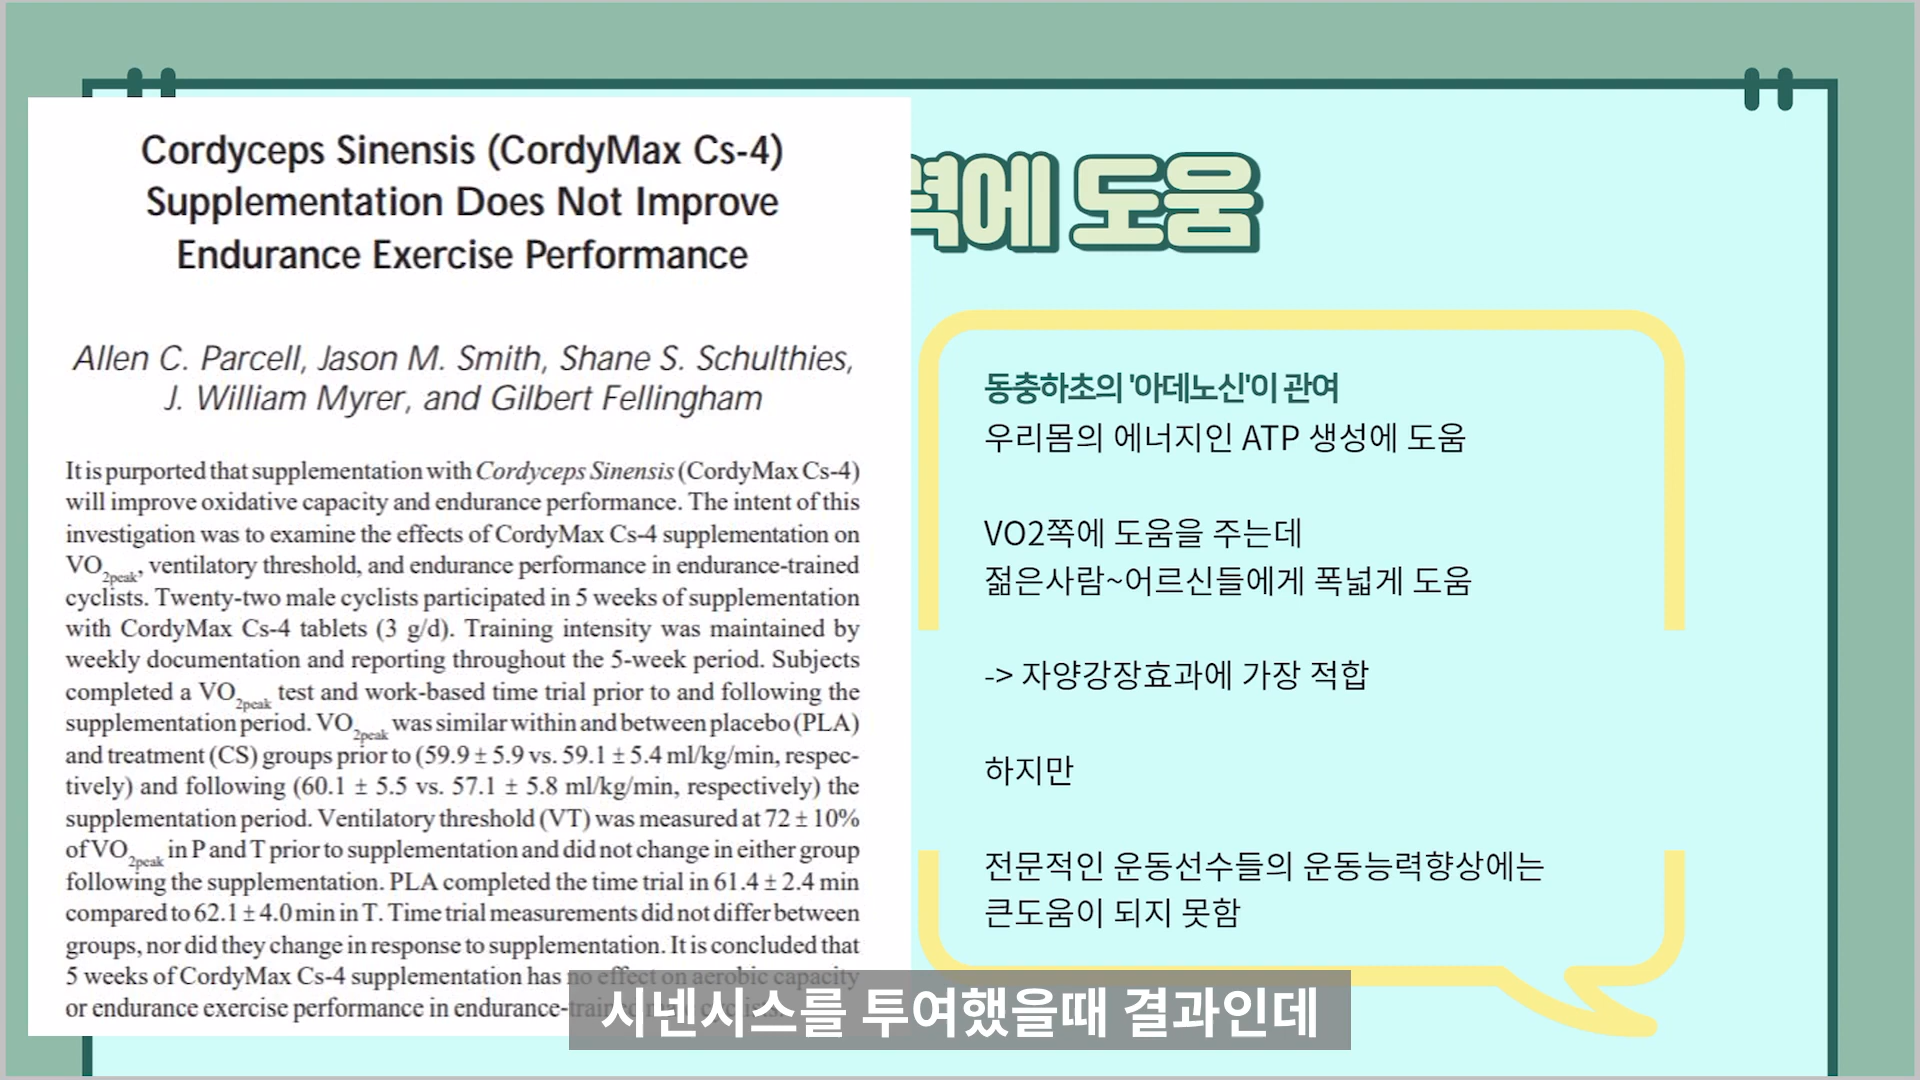 Cordyceps Sinensis (CordyMax Cs-4)
Supplementation Does Not Improve
Endurance Exercise Performance
Allen C. Parcell, Jason M. Smith, Shane S. Schulthies,
J. William Myrer, and Gilbert Fellingham
It is purported that supplementation with Cordyceps Sinensis (CordyMax Cs-4)
will improve oxidative capacity and endurance performance. The intent of this
investigation was to examine the effects of CordyMax Cs-4 supplementation on
VO2peak, ventilatory threshold, and endurance performance in endurance-trained
cyclists. Twenty-two male cyclists participated in 5 weeks of supplementation
with CordyMax Cs-4 tablets (3 g/d). Training intensity was maintained by
weekly documentation and reporting throughout the 5-week period. Subjects
completed a VO2peak test and work-based time trial prior to and following the
supplementation period. VO2peak was similar within and between placebo (PLA)
and treatment (CS) groups prior to (59.9 ± 5.9 vs. 59.1 ± 5.4 ml/kg/min, respec-
tively) and following (60.1 ± 5.5 vs. 57.1 ± 5.8 ml/kg/min, respectively) the
supplementation period. Ventilatory threshold (VT) was measured at 72 ± 10%
of VO2peak in P and T prior to supplementation and did not change in either group
following the supplementation. PLA completed the time trial in 61.4 ± 2.4 min
compared to 62.1 ± 4.0 min in T. Time trial measurements did not differ between
groups, nor did they change in response to supplementation. It is concluded that
5 weeks of CordyMax Cs-4 supplementation has no effect on aerobic capacity
or endurance exercise performance in endurance-trained
에 도움
동충하초의 '아데노신'이 관여
우리몸의 에너지인 ATP 생성에 도움
VO2쪽에 도움을 주는데
젊은사람~어르신들에게 폭넓게 도움
-> 자양강장효과에 가장 적합
하지만
전문적인 운동선수들의 운동능력향상에는
큰도움이 되지 못함
시넨시스를 투여했을때 결과인데